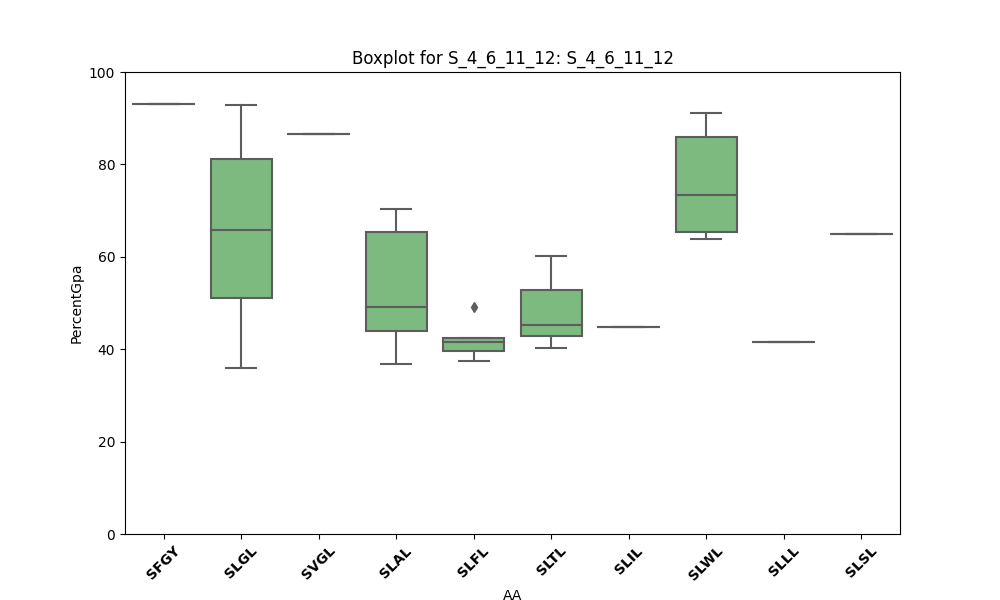 Boxplot for S_4_6_11_12: S_4_6_11_12
100
80
60
40
20
0
PercentGpa
SFGY
SLGL
SVGL
SLAL
SLFL
SLTL
SLIL
SLWL
SLLL
SLSL
AA